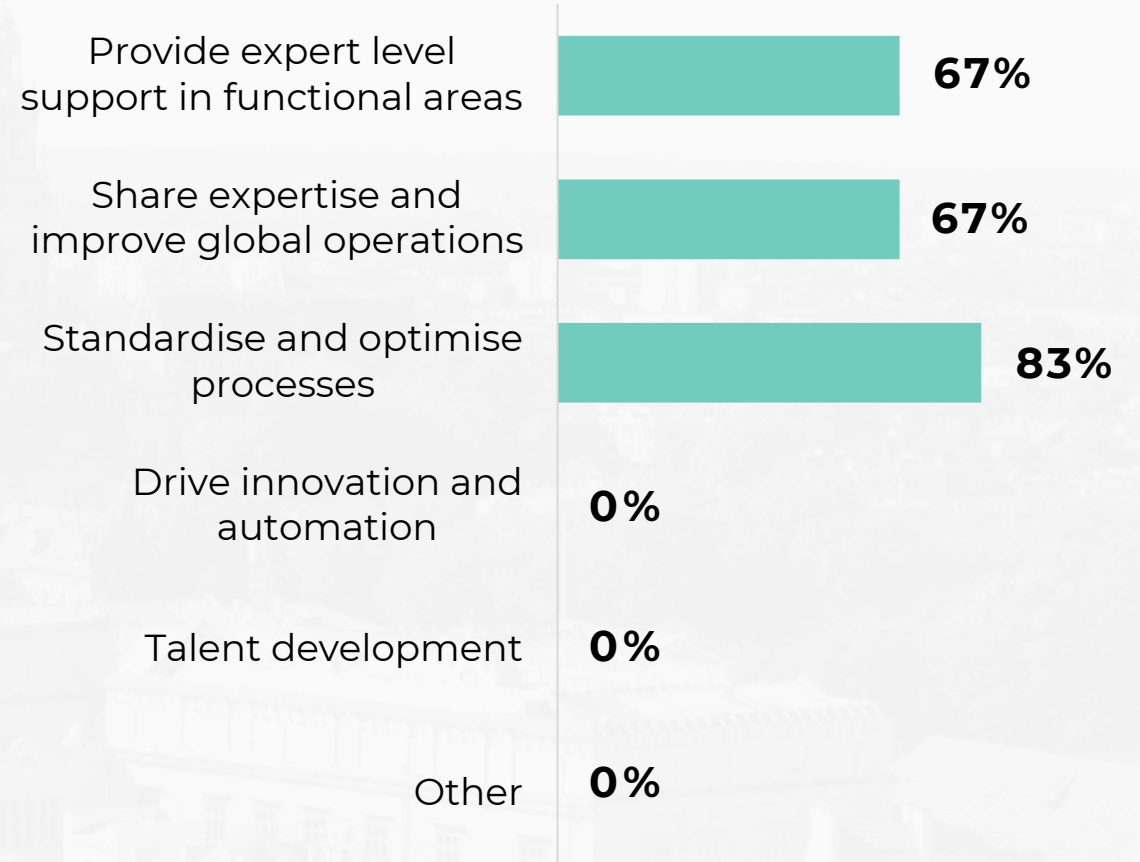 Provide expert level
support in functional areas
67%
Share expertise and
improve global operations
67%
Standardise and optimise
processes
83%
Drive innovation and
automation
0%
Talent development
0%
Other
0%